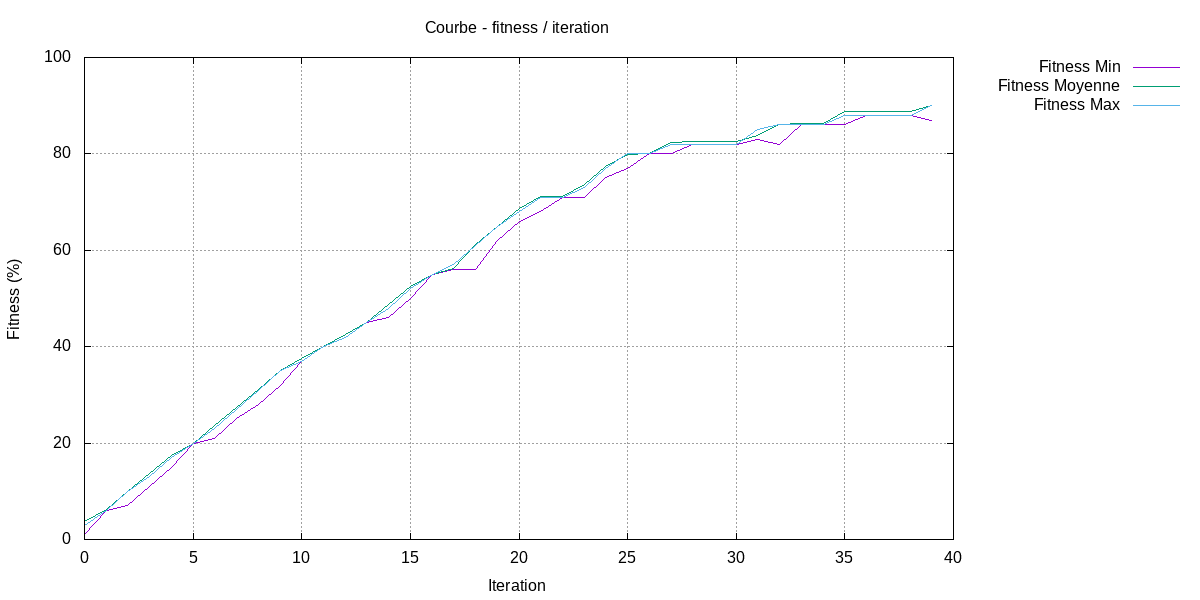 Courbe - fitness / iteration
100
80
60
40
20
0
Fitness (%)
0 5 10 15 20 25 30 35 40
Iteration
Fitness Min
Fitness Moyenne
Fitness Max